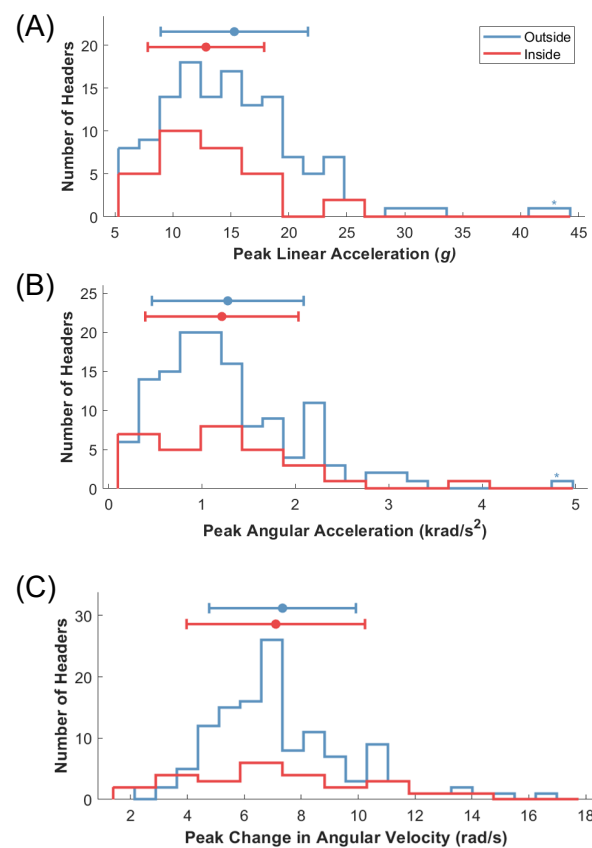 (A)
Outside
Inside
20
15
10
5
0
Number of Headers
5 10 15 20 25 30 35 40 45
*
Peak Linear Acceleration (g)
(B)
25
20
15
10
5
0
Number of Headers
0 1 2 3 4 5
*
Peak Angular Acceleration (krad/s²)
(C)
30
20
10
0
Number of Headers
2 4 6 8 10 12 14 16 18
Peak Change in Angular Velocity (rad/s)